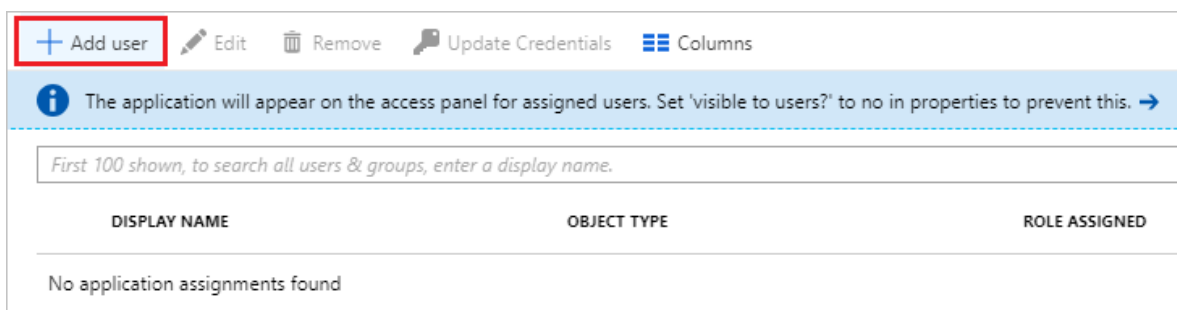 Add user Edit Remove Update Credentials Columns
The application will appear on the access panel for assigned users. Set 'visible to users?' to no in properties to prevent this.
First 100 shown, to search all users & groups, enter a display name.
DISPLAY NAME OBJECT TYPE ROLE ASSIGNED
No application assignments found